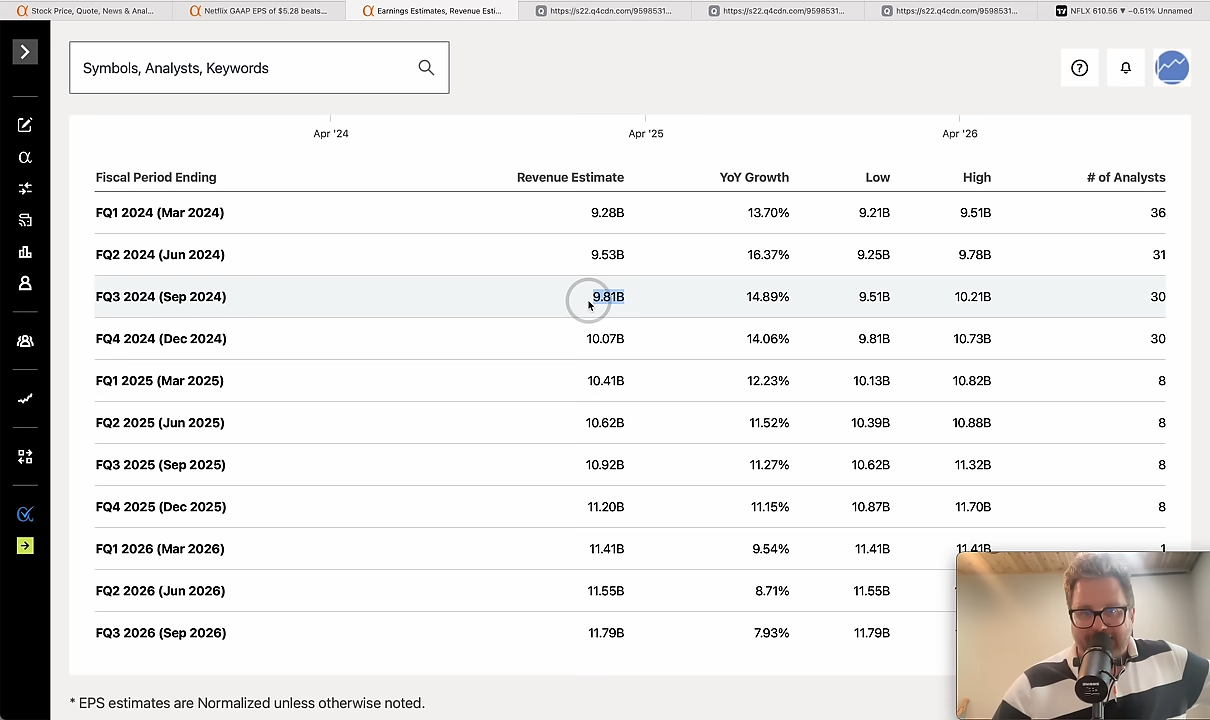 Stock Price, Quote, News & Anal...
Netflix GAAP EPS of $5.28 beats...
Earnings Estimates, Revenue Esti...
https://s22.q4cdn.com/9598531...
https://s22.q4cdn.com/9598531...
https://s22.q4cdn.com/9598531...
NFLX 610.56 ▼ −0.51% Unnamed
Symbols, Analysts, Keywords
Apr '24 Apr '25 Apr '26
Fiscal Period Ending Revenue Estimate YoY Growth Low High # of Analysts
FQ1 2024 (Mar 2024) 9.28B 13.70% 9.21B 9.51B 36
FQ2 2024 (Jun 2024) 9.53B 16.37% 9.25B 9.78B 31
FQ3 2024 (Sep 2024) 9.81B 14.89% 9.51B 10.21B 30
FQ4 2024 (Dec 2024) 10.07B 14.06% 9.81B 10.73B 30
FQ1 2025 (Mar 2025) 10.41B 12.23% 10.13B 10.82B 8
FQ2 2025 (Jun 2025) 10.62B 11.52% 10.39B 10.88B 8
FQ3 2025 (Sep 2025) 10.92B 11.27% 10.62B 11.32B 8
FQ4 2025 (Dec 2025) 11.20B 11.15% 10.87B 11.70B 8
FQ1 2026 (Mar 2026) 11.41B 9.54% 11.41B 11.41B 1
FQ2 2026 (Jun 2026) 11.55B 8.71% 11.55B
FQ3 2026 (Sep 2026) 11.79B 7.93% 11.79B
* EPS estimates are Normalized unless otherwise noted.